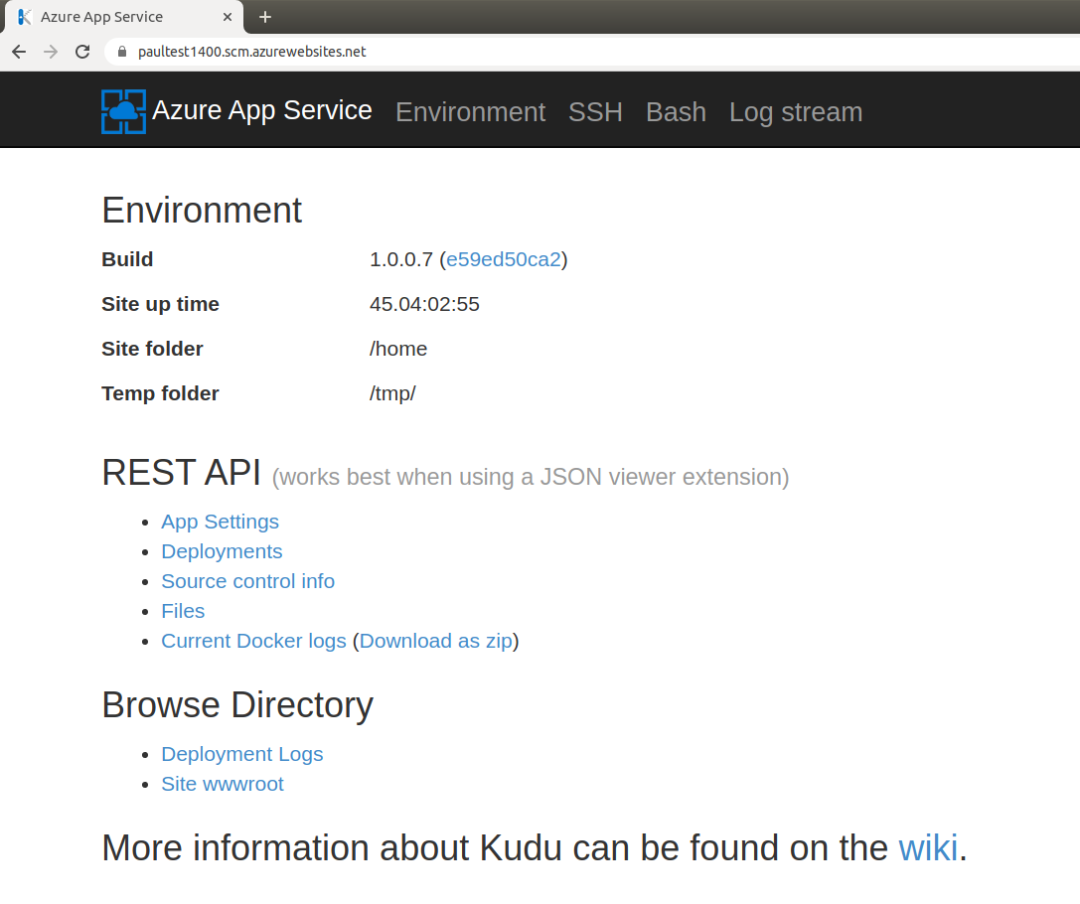 Azure App Service
paultest1400.scm.azurewebsites.net
Azure App Service Environment SSH Bash Log stream
Environment
Build 1.0.0.7 (e59ed50ca2)
Site up time 45.04:02:55
Site folder /home
Temp folder /tmp/
REST API (works best when using a JSON viewer extension)
App Settings
Deployments
Source control info
Files
Current Docker logs (Download as zip)
Browse Directory
Deployment Logs
Site wwwroot
More information about Kudu can be found on the wiki.